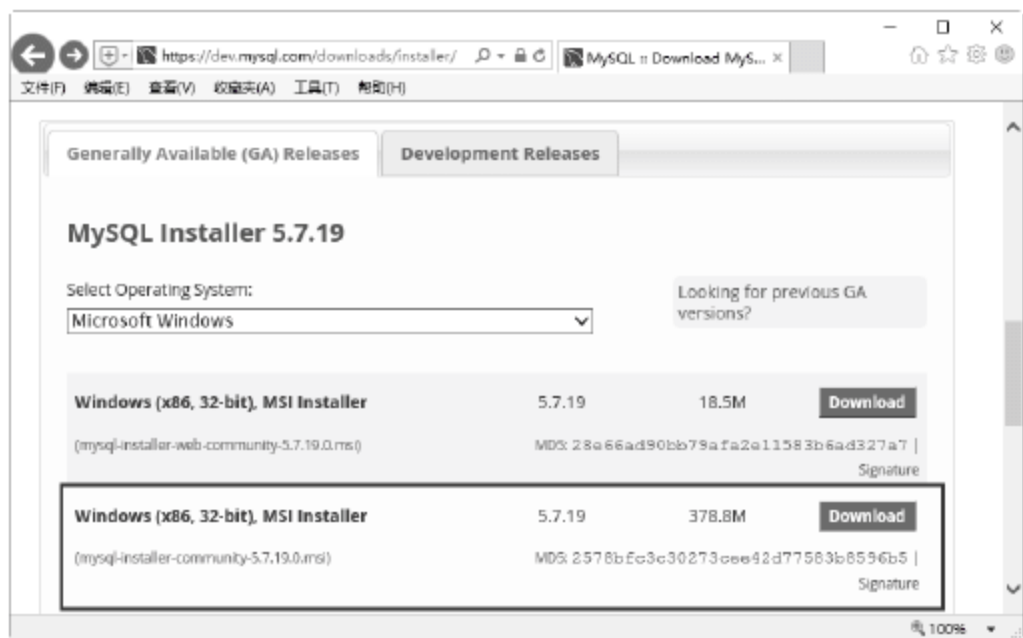 https://dev.mysql.com/downloads/installer/
MySQL :: Download MyS...
文件(F) 编辑(E) 查看(V) 收藏夹(A) 工具(T) 帮助(H)
Generally Available (GA) Releases
Development Releases
MySQL Installer 5.7.19
Select Operating System:
Microsoft Windows
Looking for previous GA
versions?
Windows (x86, 32-bit), MSI Installer 5.7.19 18.5M Download
(mysql-installer-web-community-5.7.19.0.msi) MD5: 28e66ad90bb79afa2e11583b6ad327a7 |
Signature
Windows (x86, 32-bit), MSI Installer 5.7.19 378.8M Download
(mysql-installer-community-5.7.19.0.msi) MD5: 2578bfc3c30273cee42d77583b8596b5 |
Signature
100%